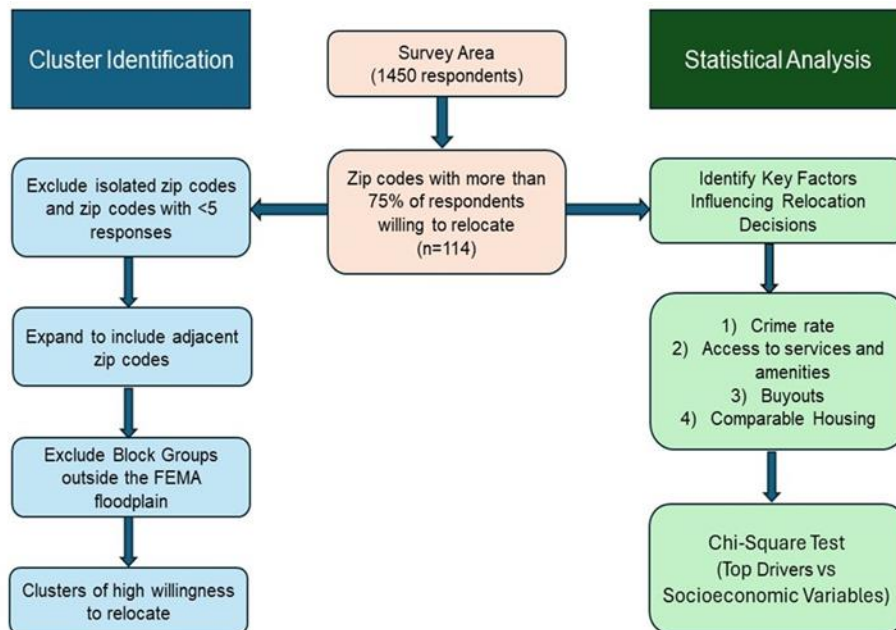 Cluster Identification
Survey Area
(1450 respondents)
Statistical Analysis
Exclude isolated zip codes
and zip codes with <5
responses
Zip codes with more than
75% of respondents
willing to relocate
(n=114)
Identify Key Factors
Influencing Relocation
Decisions
Expand to include adjacent
zip codes
1) Crime rate
2) Access to services and
amenities
3) Buyouts
4) Comparable Housing
Exclude Block Groups
outside the FEMA
floodplain
Clusters of high willingness
to relocate
Chi-Square Test
(Top Drivers vs
Socioeconomic Variables)